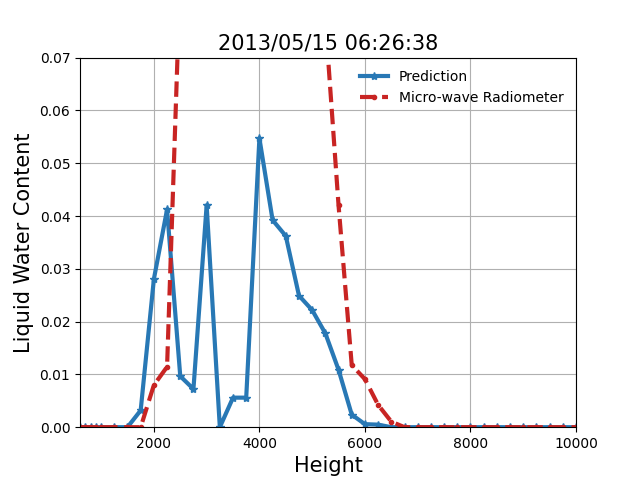 2013/05/15 06:26:38
Liquid Water Content
0.07
0.06
0.05
0.04
0.03
0.02
0.01
0.00
Prediction
Micro-wave Radiometer
2000 4000 6000 8000 10000
Height